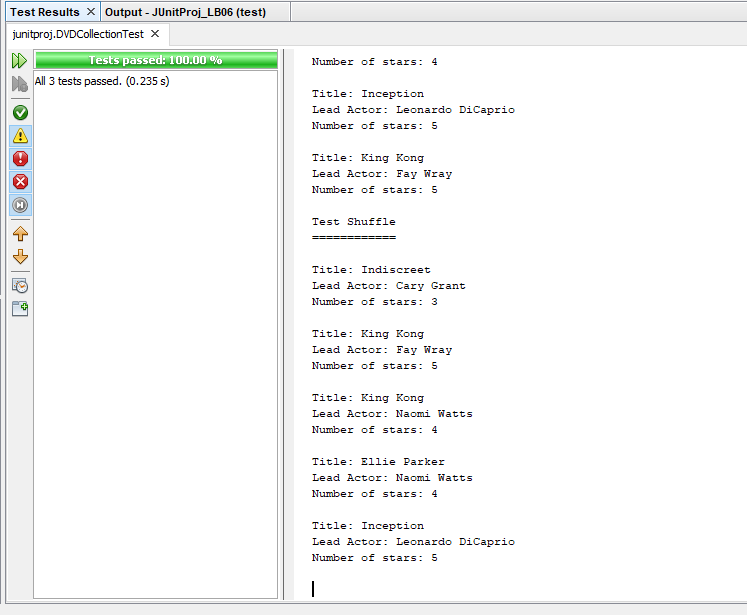 Test Results
Output - JUnitProj_LB06 (test)
junitproj.DVDCollectionTest
Tests passed: 100.00 %
All 3 tests passed. (0.235 s)
Number of stars: 4
Title: Inception
Lead Actor: Leonardo DiCaprio
Number of stars: 5
Title: King Kong
Lead Actor: Fay Wray
Number of stars: 5
Test Shuffle
============
Title: Indiscreet
Lead Actor: Cary Grant
Number of stars: 3
Title: King Kong
Lead Actor: Fay Wray
Number of stars: 5
Title: King Kong
Lead Actor: Naomi Watts
Number of stars: 4
Title: Ellie Parker
Lead Actor: Naomi Watts
Number of stars: 4
Title: Inception
Lead Actor: Leonardo DiCaprio
Number of stars: 5